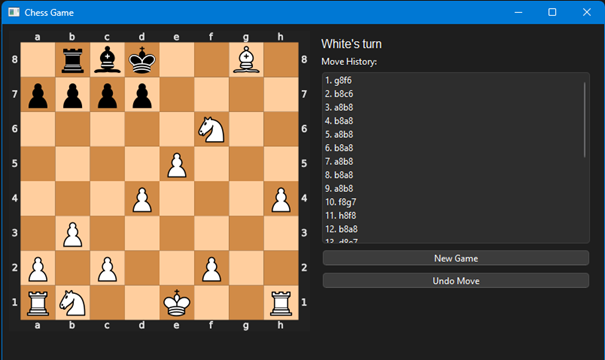 Chess Game
a b c d e f g h
White's turn
8 8
Move History:
7 7
6 6
5 5
4 4
3 3
2 2
1 1
a b c d e f g h
1. g8f6
2. b8c6
3. a8b8
4. b8a8
5. a8b8
6. b8a8
7. a8b8
8. b8a8
9. a8b8
10. f8g7
11. h8f8
12. b8a8
13. d8e7
New Game
Undo Move